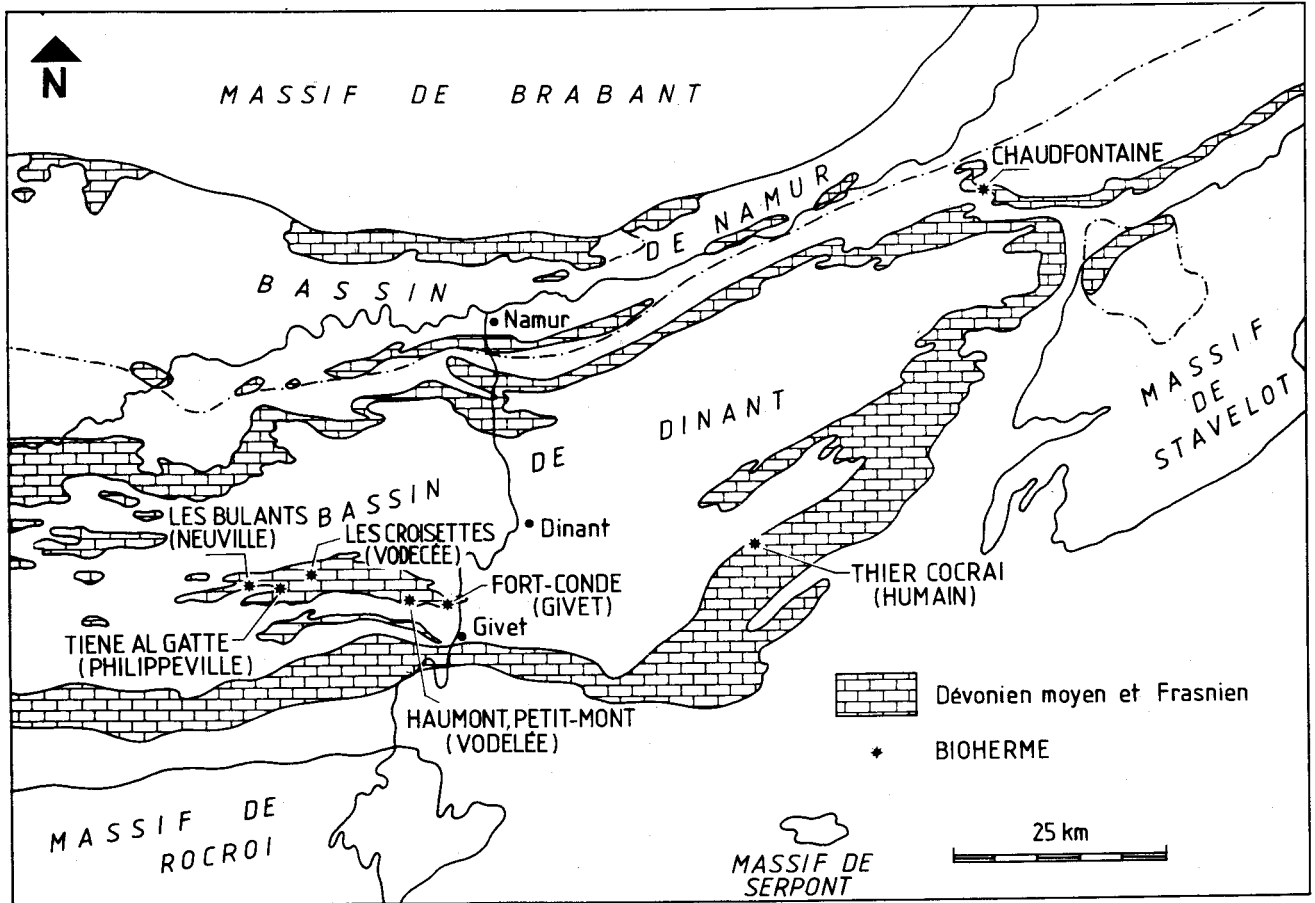 N
MASSIF DE BRABANT
CHAUDFONTAINE
BASSIN DE NAMUR
Namur
MASSIF
DE
STAVELOT
BASSIN DE DINANT
LES BULANTS
(NEUVILLE)
LES CROISETTES
(VODECÉE)
Dinant
FORT-CONDE
(GIVET)
THIER COCRAI
(HUMAIN)
TIENE AL GATTE
(PHILIPPEVILLE)
Givet
HAUMONT, PETIT-MONT
(VODELÉE)
Dévonien moyen et Frasnien
BIOHERME
MASSIF DE
ROCROI
25 km
MASSIF DE
SERPONT